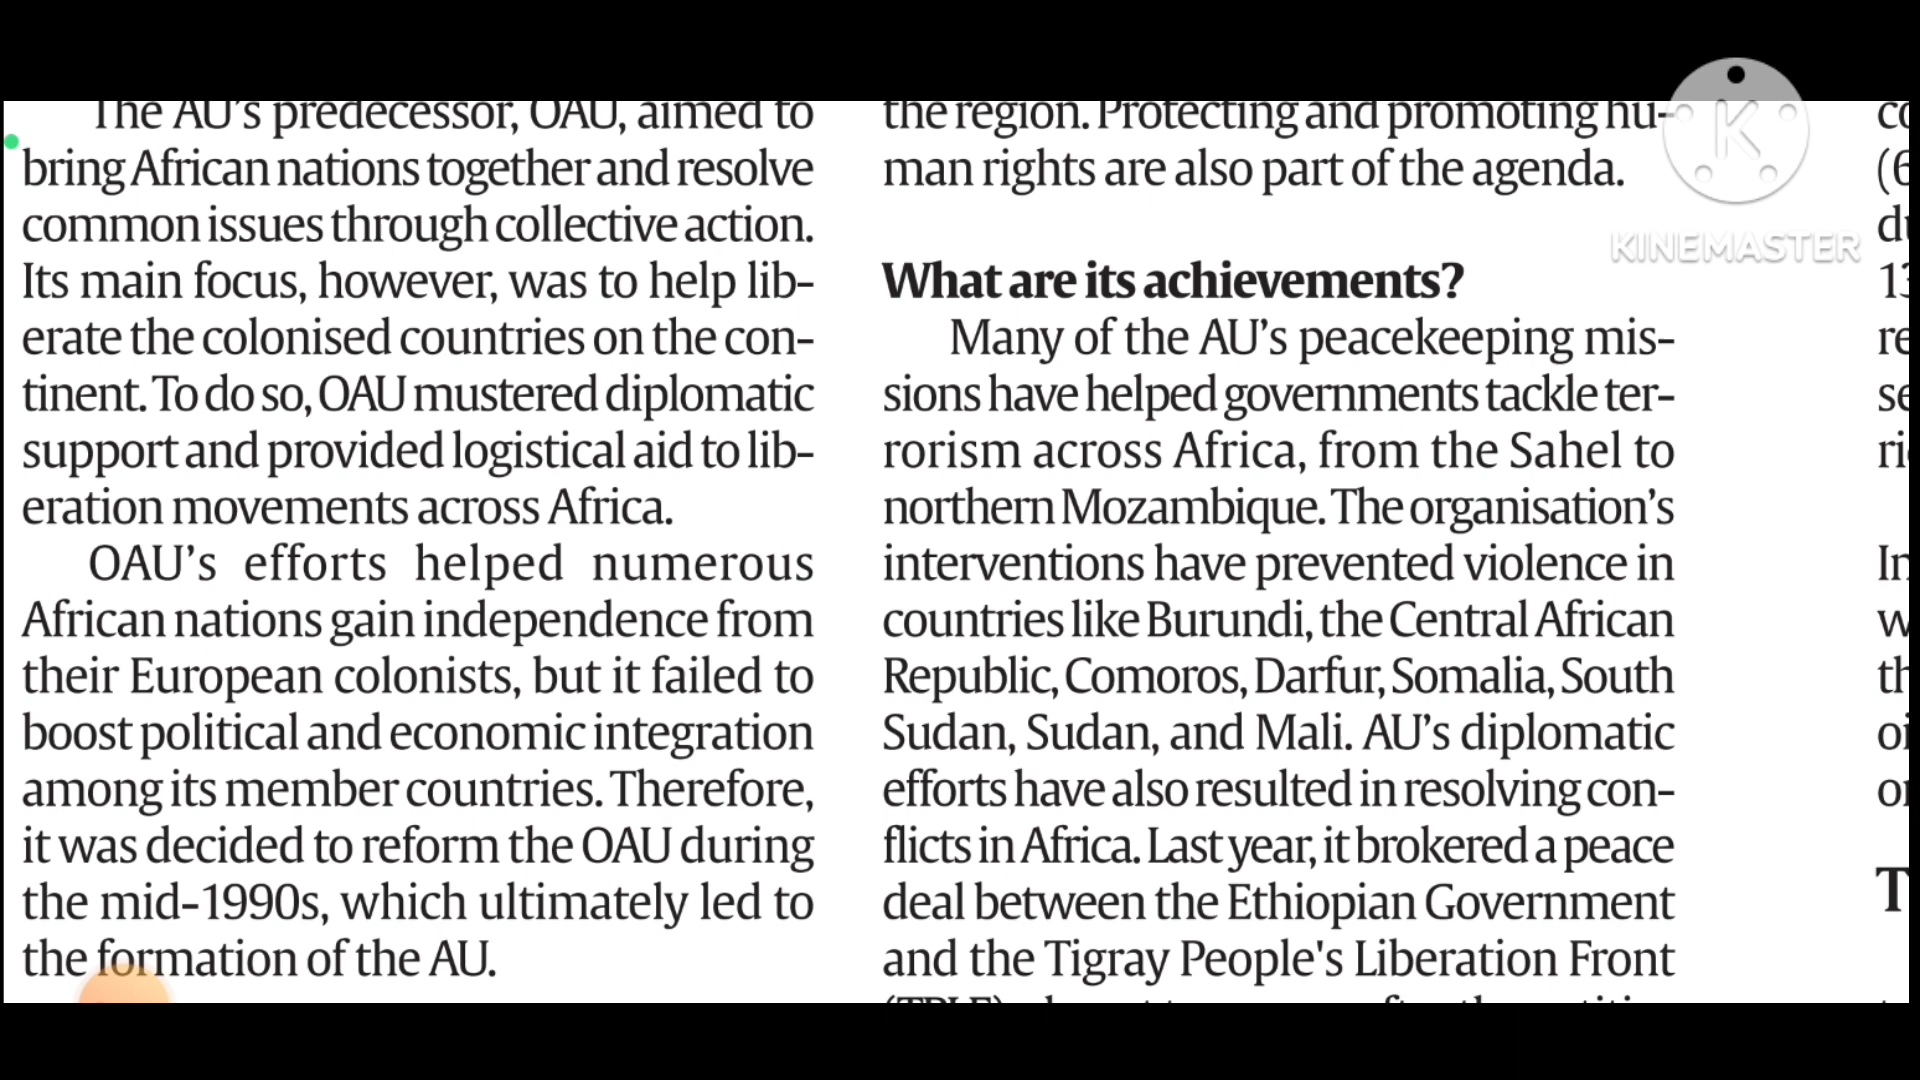 The AU's predecessor, OAU, aimed to
bring African nations together and resolve
common issues through collective action.
Its main focus, however, was to help lib-
erate the colonised countries on the con-
tinent. To do so, OAU mustered diplomatic
support and provided logistical aid to lib-
eration movements across Africa.
OAU's efforts helped numerous
African nations gain independence from
their European colonists, but it failed to
boost political and economic integration
among its member countries. Therefore,
it was decided to reform the OAU during
the mid-1990s, which ultimately led to
the formation of the AU.
the region. Protecting and promoting hu-
man rights are also part of the agenda.
What are its achievements?
Many of the AU's peacekeeping mis-
sions have helped governments tackle ter-
rorism across Africa, from the Sahel to
northern Mozambique. The organisation's
interventions have prevented violence in
countries like Burundi, the Central African
Republic, Comoros, Darfur, Somalia, South
Sudan, Sudan, and Mali. AU's diplomatic
efforts have also resulted in resolving con-
flicts in Africa. Last year, it brokered a peace
deal between the Ethiopian Government
and the Tigray People's Liberation Front
K
KINEMASTER